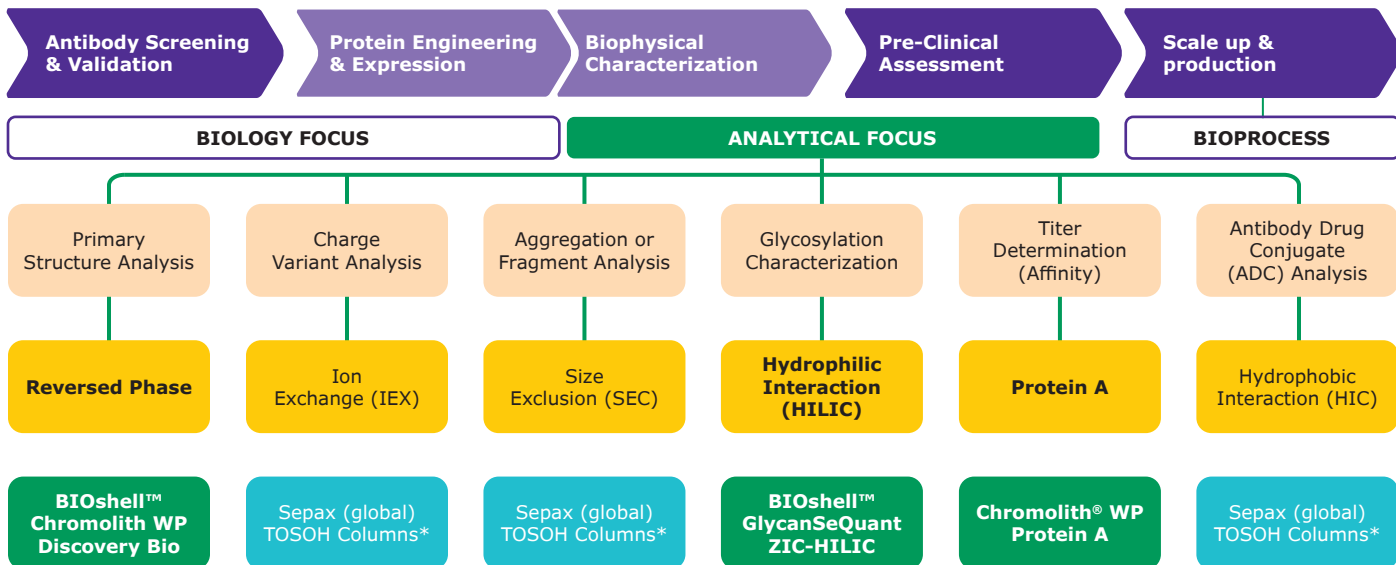 Antibody Screening
& Validation
Protein Engineering
& Expression
Biophysical
Characterization
Pre-Clinical
Assessment
Scale up &
production
BIOLOGY FOCUS
ANALYTICAL FOCUS
BIOPROCESS
Primary
Structure Analysis
Charge
Variant Analysis
Aggregation or
Fragment Analysis
Glycosylation
Characterization
Titer
Determination
(Affinity)
Antibody Drug
Conjugate
(ADC) Analysis
Reversed Phase
Ion
Exchange (IEX)
Size
Exclusion (SEC)
Hydrophilic
Interaction
(HILIC)
Protein A
Hydrophobic
Interaction (HIC)
BIOshell™
Chromolith WP
Discovery Bio
Sepax (global)
TOSOH Columns*
Sepax (global)
TOSOH Columns*
BIOshell™
GlycanSeQuant
ZIC-HILIC
Chromolith® WP
Protein A
Sepax (global)
TOSOH Columns*